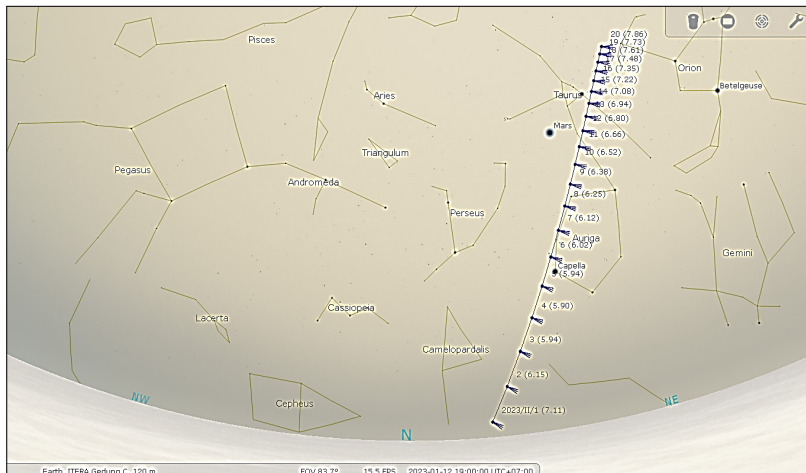 20 (7.86)
19 (7.73)
18 (7.61)
17 (7.48)
16 (7.35)
15 (7.22)
14 (7.08)
13 (6.94)
12 (6.80)
11 (6.66)
10 (6.52)
9 (6.38)
8 (6.25)
7 (6.12)
6 (6.02)
5 (5.94)
4 (5.90)
3 (5.94)
2 (6.15)
2023/II/1 (7.11)
Pisces
Orion
Betelgeuse
Aries
Taurus
Mars
Triangulum
Pegasus
Andromeda
Perseus
Auriga
Gemini
Capella
Cassiopeia
Lacerta
Camelopardalis
Cepheus
NW
N
NE
Earth, ITERA Gedung C, 120 m
FOV 83.7°
15.5 FPS
2023-01-12 19:00:00 UTC+07:00